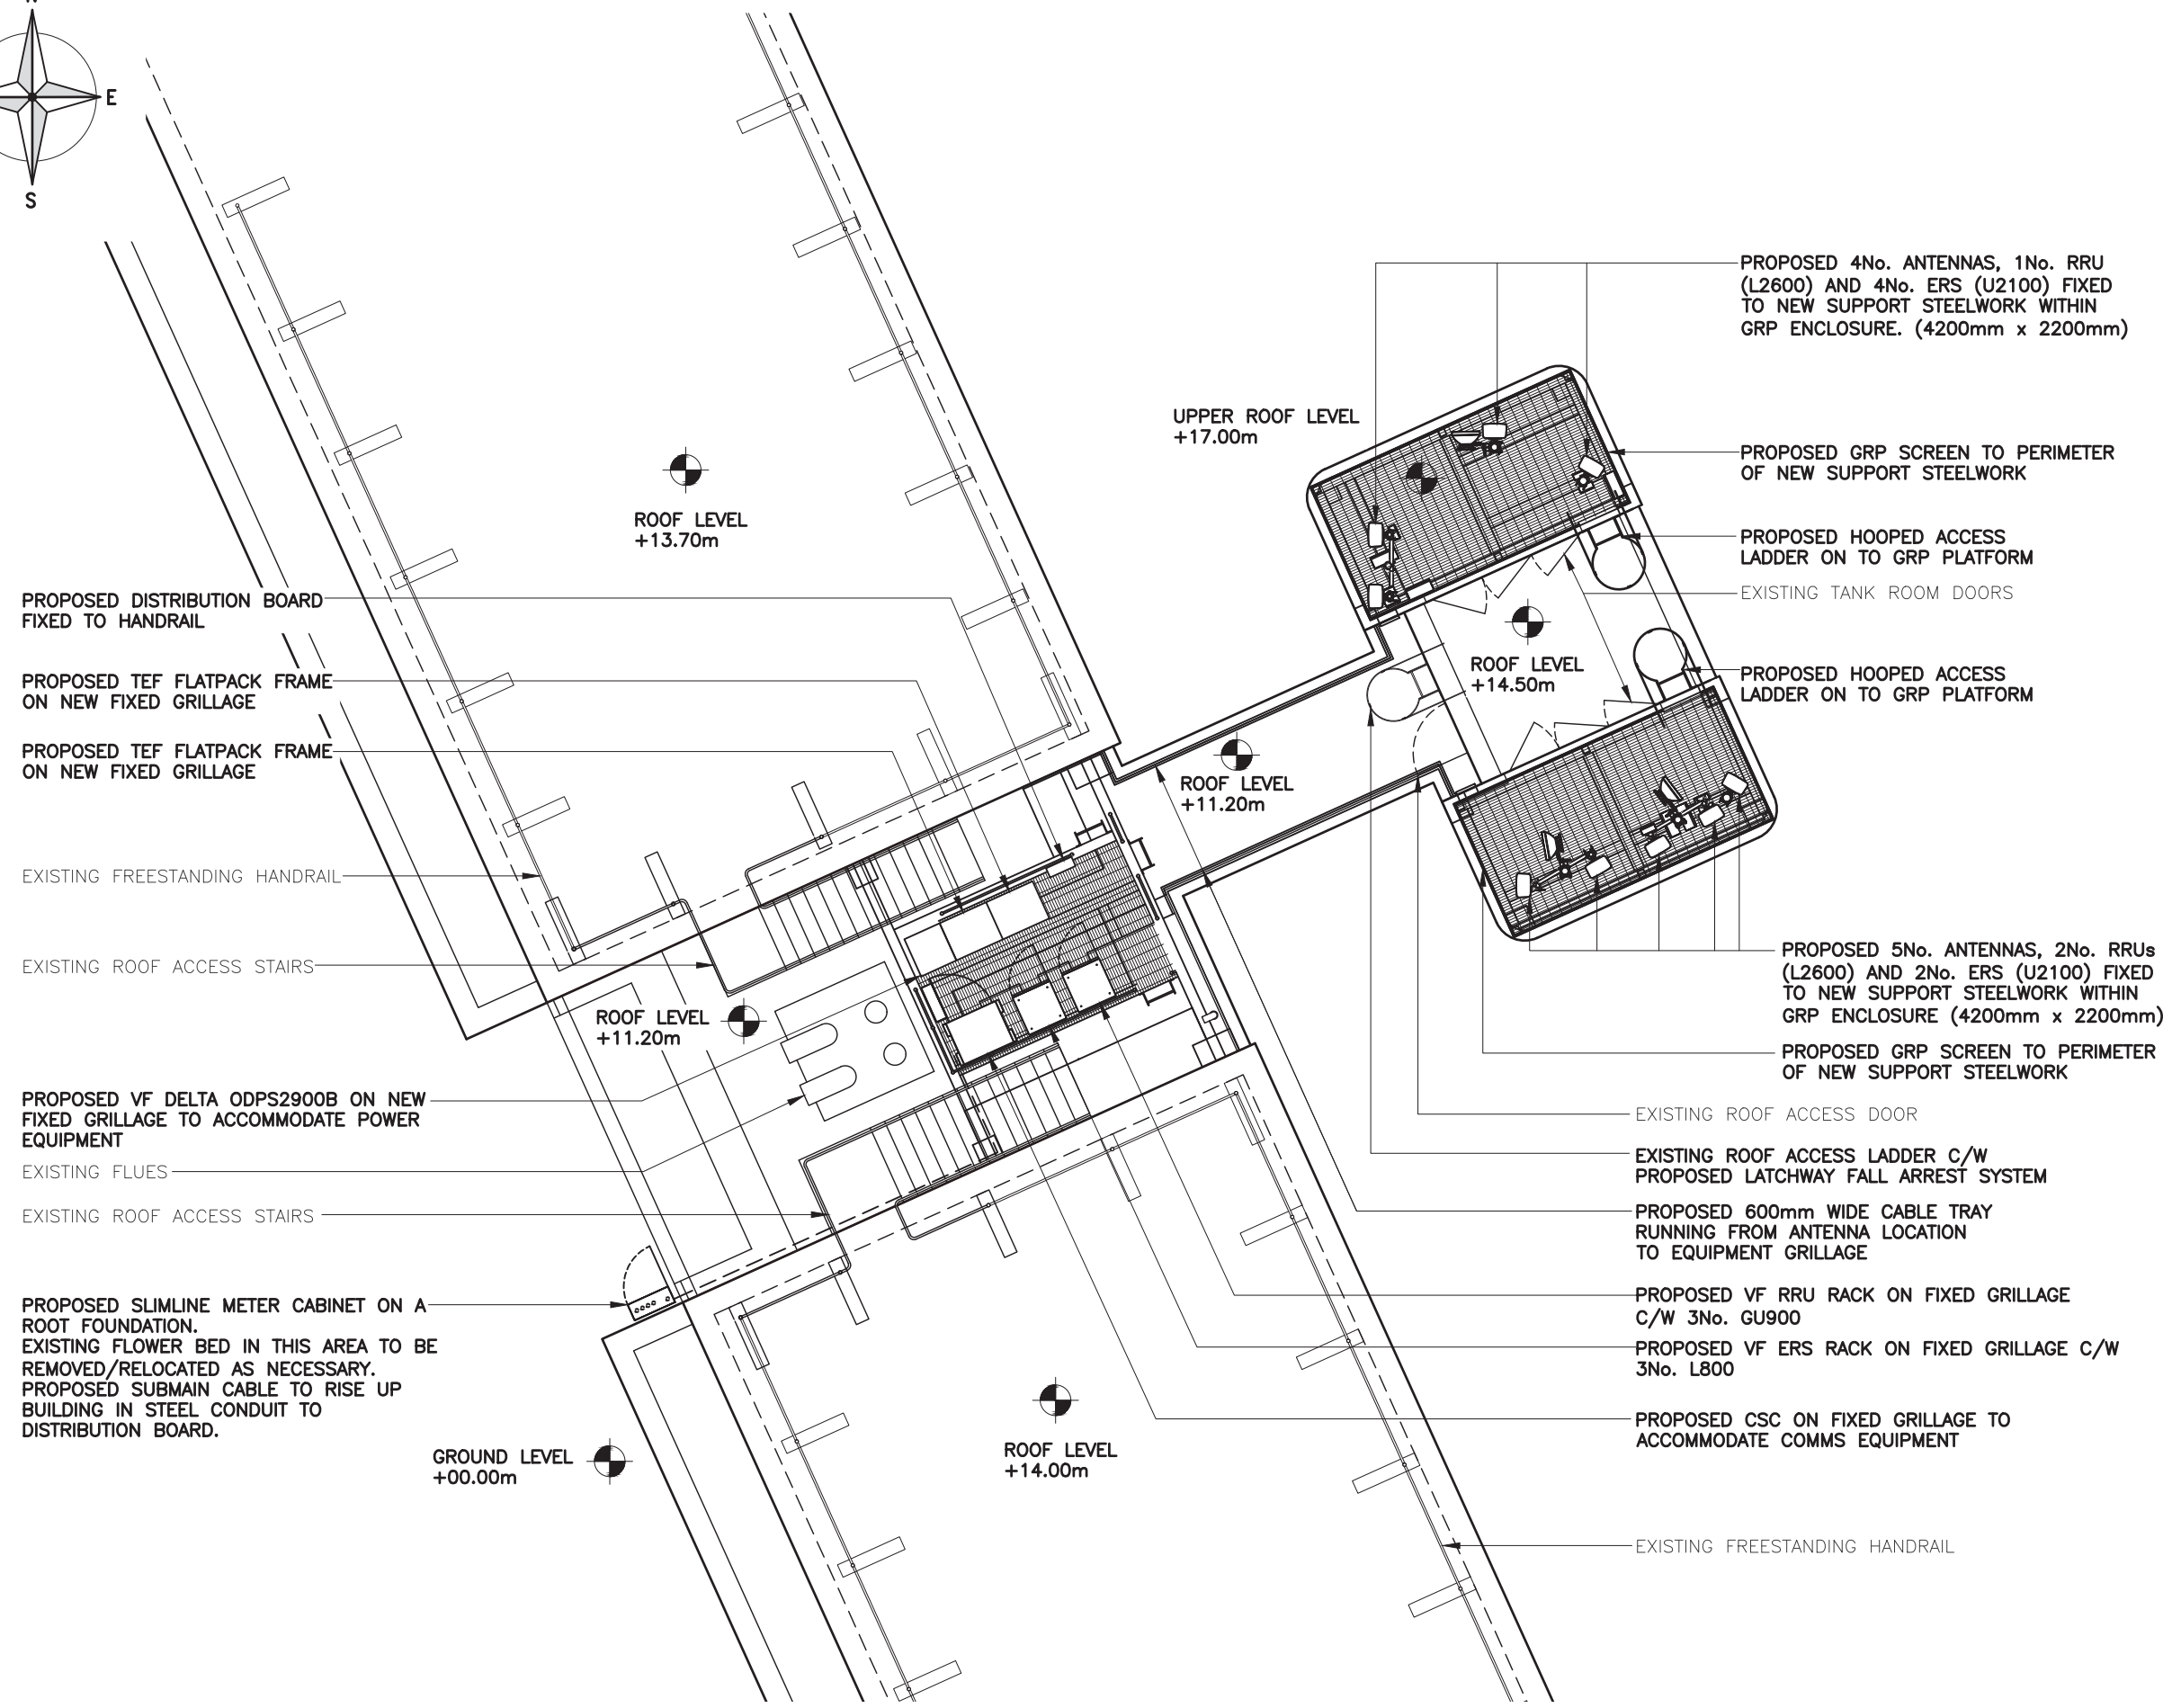 E
S
PROPOSED 4No. ANTENNAS, 1No. RRU
(L2600) AND 4No. ERS (U2100) FIXED
TO NEW SUPPORT STEELWORK WITHIN
GRP ENCLOSURE. (4200mm x 2200mm)
UPPER ROOF LEVEL
+17.00m
PROPOSED GRP SCREEN TO PERIMETER
OF NEW SUPPORT STEELWORK
ROOF LEVEL
+13.70m
PROPOSED HOOPED ACCESS
LADDER ON TO GRP PLATFORM
EXISTING TANK ROOM DOORS
PROPOSED DISTRIBUTION BOARD
FIXED TO HANDRAIL
ROOF LEVEL
+14.50m
PROPOSED HOOPED ACCESS
LADDER ON TO GRP PLATFORM
PROPOSED TEF FLATPACK FRAME
ON NEW FIXED GRILLAGE
PROPOSED TEF FLATPACK FRAME
ON NEW FIXED GRILLAGE
ROOF LEVEL
+11.20m
EXISTING FREESTANDING HANDRAIL
EXISTING ROOF ACCESS STAIRS
PROPOSED 5No. ANTENNAS, 2No. RRUs
(L2600) AND 2No. ERS (U2100) FIXED
TO NEW SUPPORT STEELWORK WITHIN
GRP ENCLOSURE (4200mm x 2200mm)
ROOF LEVEL
+11.20m
PROPOSED GRP SCREEN TO PERIMETER
OF NEW SUPPORT STEELWORK
PROPOSED VF DELTA ODPS2900B ON NEW
FIXED GRILLAGE TO ACCOMMODATE POWER
EQUIPMENT
EXISTING ROOF ACCESS DOOR
EXISTING FLUES
EXISTING ROOF ACCESS LADDER C/W
PROPOSED LATCHWAY FALL ARREST SYSTEM
EXISTING ROOF ACCESS STAIRS
PROPOSED 600mm WIDE CABLE TRAY
RUNNING FROM ANTENNA LOCATION
TO EQUIPMENT GRILLAGE
PROPOSED SLIMLINE METER CABINET ON A
ROOT FOUNDATION.
EXISTING FLOWER BED IN THIS AREA TO BE
REMOVED/RELOCATED AS NECESSARY.
PROPOSED SUBMAIN CABLE TO RISE UP
BUILDING IN STEEL CONDUIT TO
DISTRIBUTION BOARD.
PROPOSED VF RRU RACK ON FIXED GRILLAGE
C/W 3No. GU900
PROPOSED VF ERS RACK ON FIXED GRILLAGE C/W
3No. L800
PROPOSED CSC ON FIXED GRILLAGE TO
ACCOMMODATE COMMS EQUIPMENT
GROUND LEVEL
+00.00m
ROOF LEVEL
+14.00m
EXISTING FREESTANDING HANDRAIL